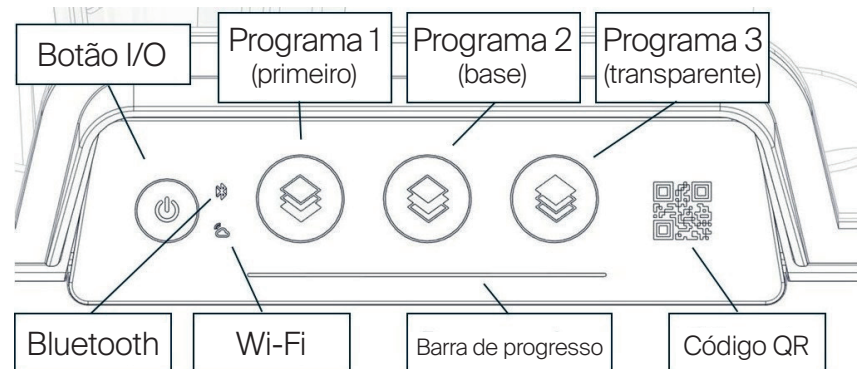 Botão I/O
Programa 1
(primeiro)
Programa 2
(base)
Programa 3
(transparente)
Bluetooth
Wi-Fi
Barra de progresso
Código QR